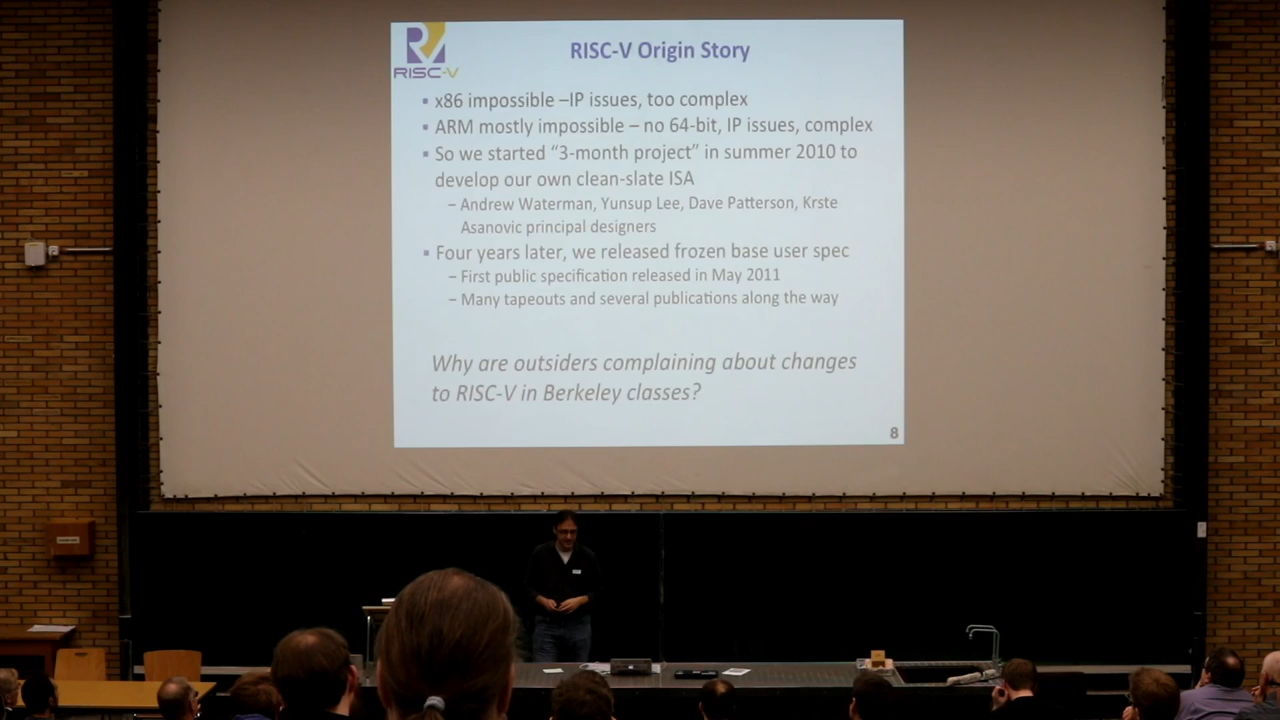 RISC-V
RISC-V Origin Story
▪ x86 impossible –IP issues, too complex
▪ ARM mostly impossible – no 64-bit, IP issues, complex
▪ So we started “3-month project” in summer 2010 to
develop our own clean-slate ISA
– Andrew Waterman, Yunsup Lee, Dave Patterson, Krste
Asanovic principal designers
▪ Four years later, we released frozen base user spec
– First public specification released in May 2011
– Many tapeouts and several publications along the way
Why are outsiders complaining about changes
to RISC-V in Berkeley classes?
8